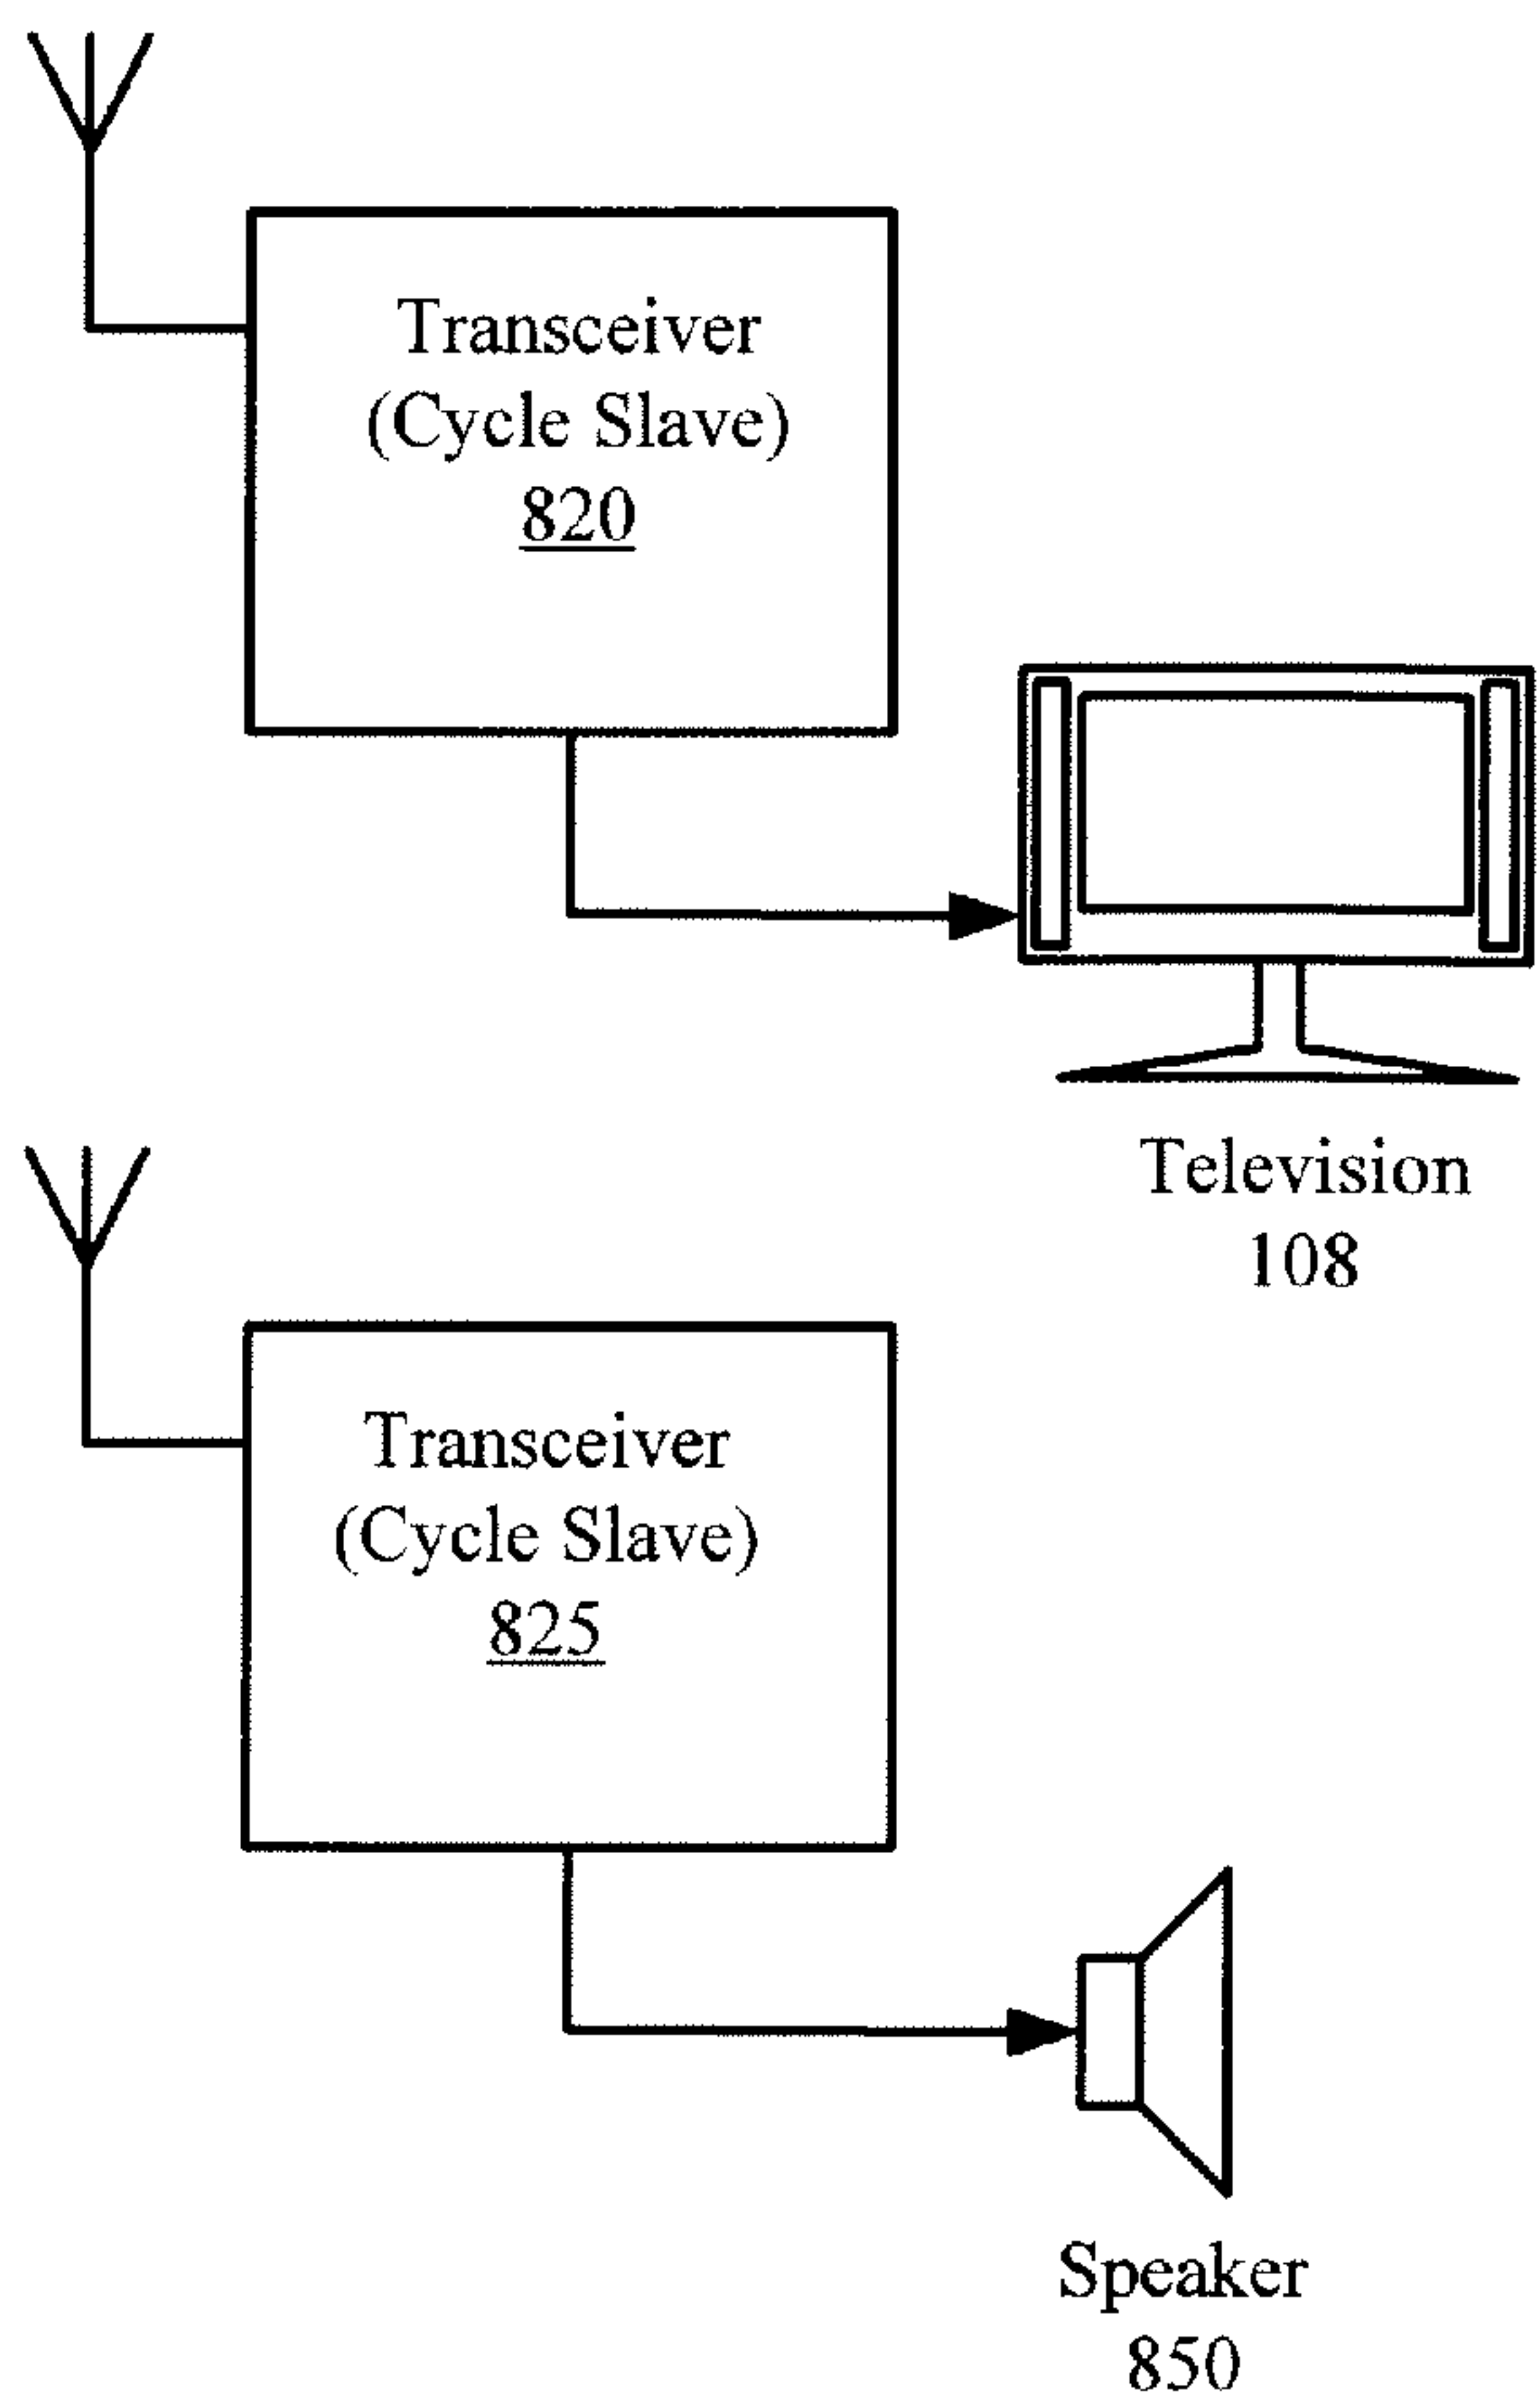 Transceiver
(Cycle Slave)
820
Television
108
Transceiver
(Cycle Slave)
825
Speaker
850